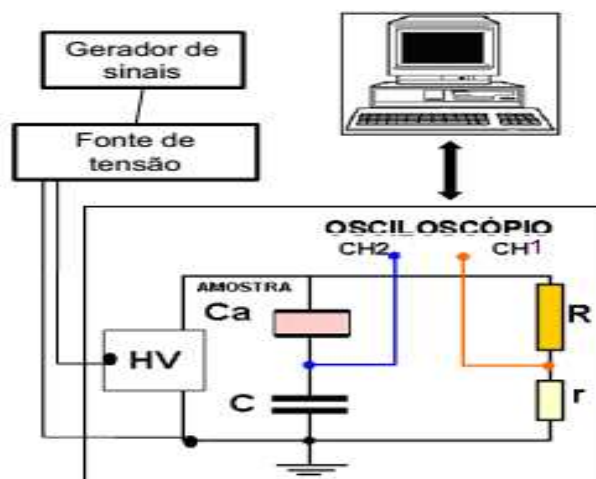 Gerador de
sinais
Fonte de
tensão
OSCILOSCÓPIO
CH2 CH1
AMOSTRA
Ca
R
HV
C
r